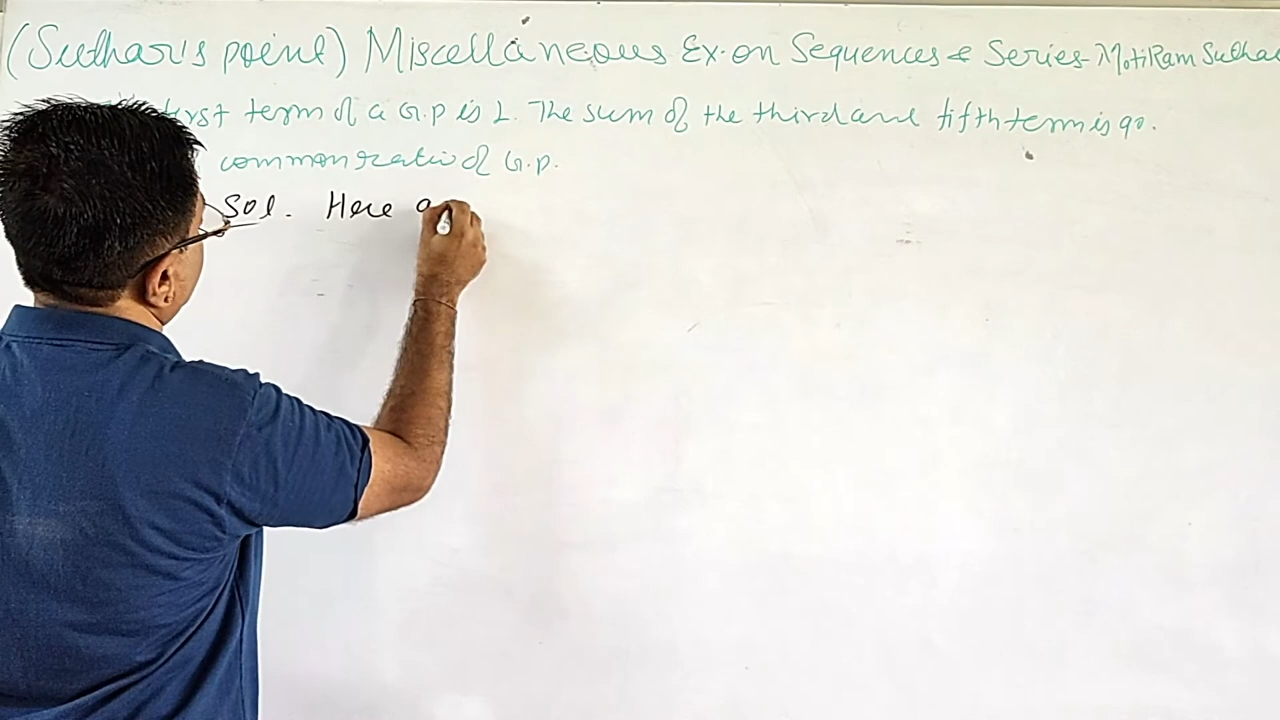 (Suthar's point) Miscellaneous Ex. on Sequences & Series - MotiRam Suthar
first term of a G.P is 1. The sum of the third and fifth term is 90.
common ratio of G.P.
Sol. Here a